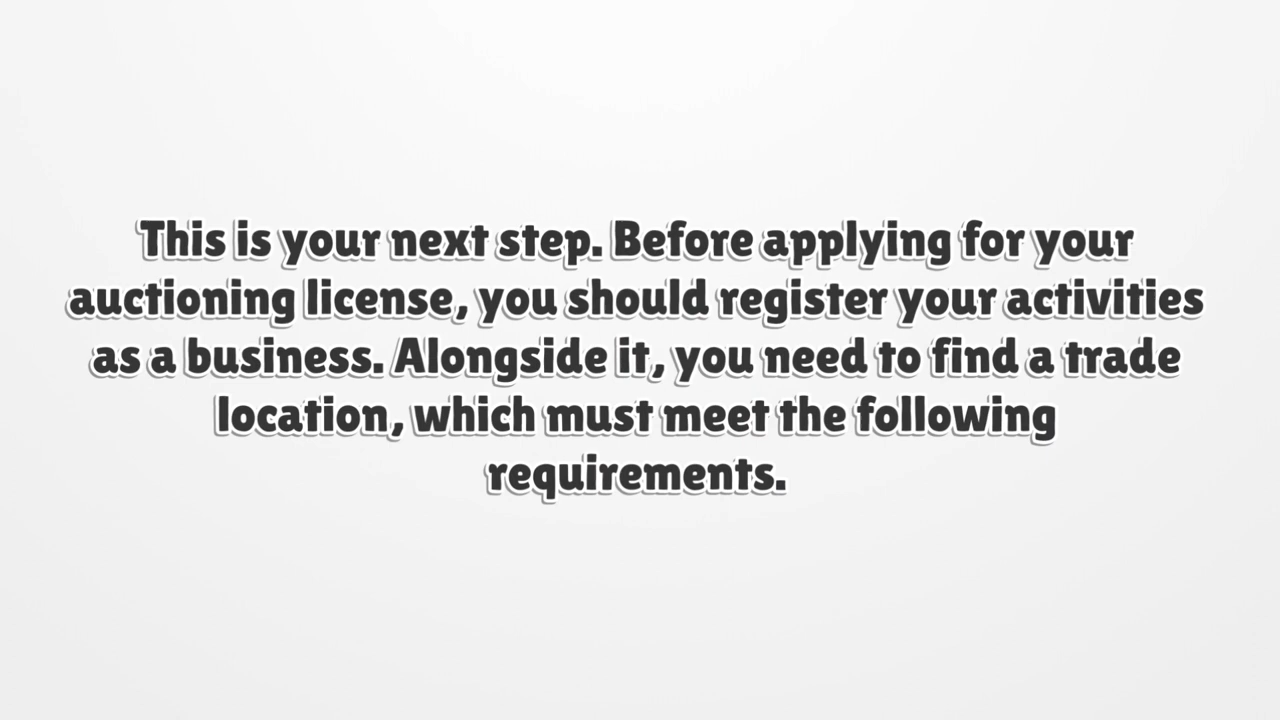 This is your next step. Before applying for your
auctioning license, you should register your activities
as a business. Alongside it, you need to find a trade
location, which must meet the following
requirements.